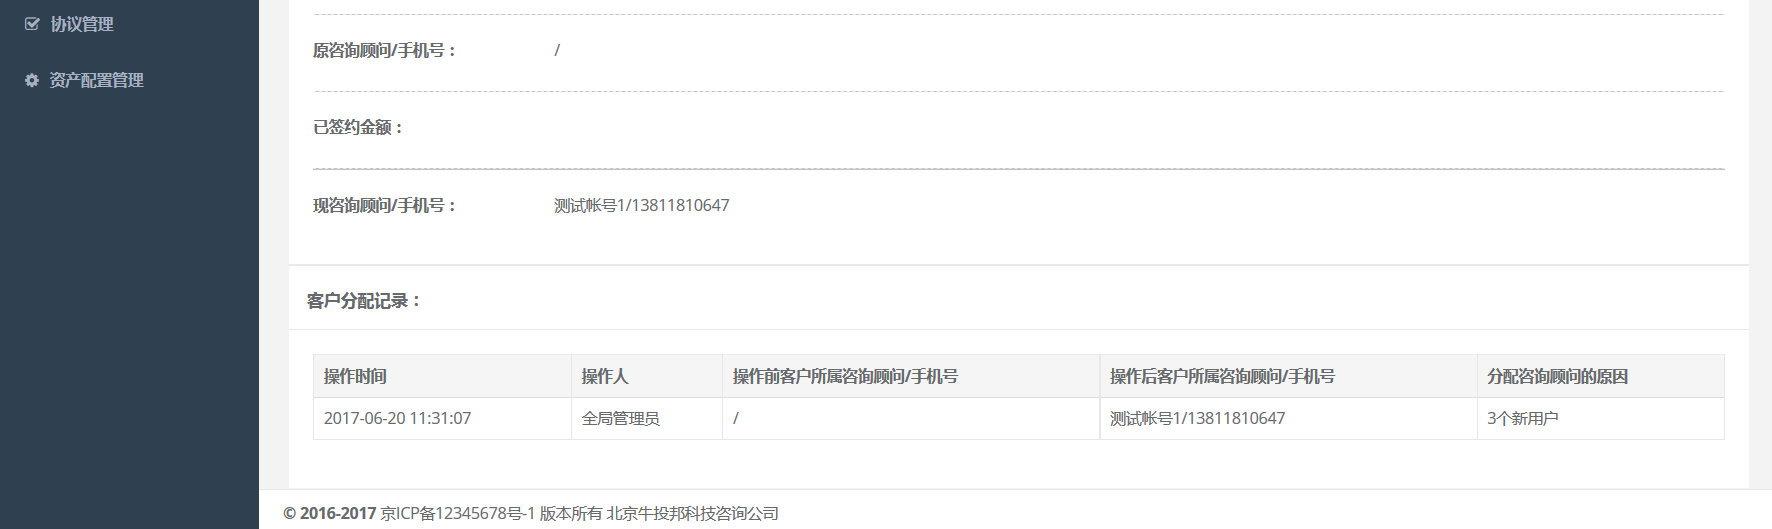 协议管理
资产配置管理
原咨询顾问/手机号： /
已签约金额：
现咨询顾问/手机号： 测试帐号1/13811810647
客户分配记录：
操作时间 操作人 操作前客户所属咨询顾问/手机号 操作后客户所属咨询顾问/手机号 分配咨询顾问的原因
2017-06-20 11:31:07 全局管理员 / 测试帐号1/13811810647 3个新用户
© 2016-2017 京ICP备12345678号-1 版本所有 北京牛投邦科技咨询公司